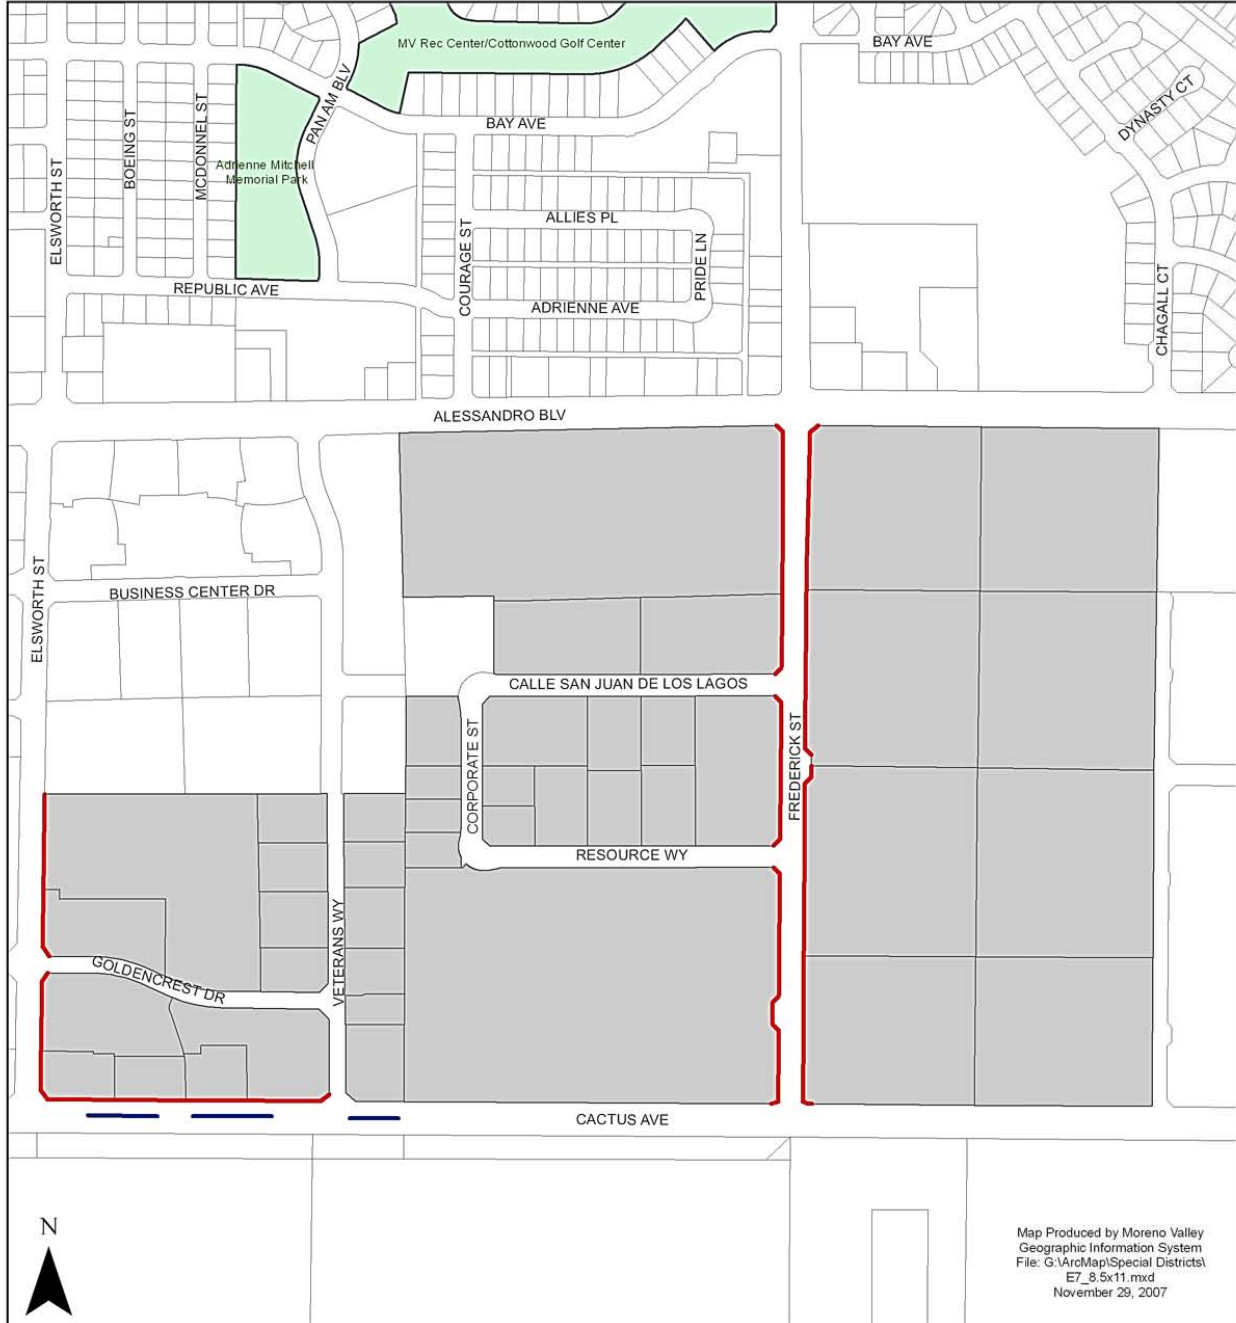 MV Rec Center/Cottonwood Golf Center
BAY AVE
DYNASTY CT
PAN AM BLV
BAY AVE
BOEING ST
MCDONNEL ST
ELSWORTH ST
Adrienne Mitchell
Memorial Park
ALLIES PL
COURAGE ST
PRIDE LN
REPUBLIC AVE
ADRIENNE AVE
CHAGALL CT
ALESSANDRO BLV
ELSWORTH ST
BUSINESS CENTER DR
CALLE SAN JUAN DE LOS LAGOS
CORPORATE ST
FREDERICK ST
RESOURCE WY
VETERANS WY
GOLDENCREST DR
CACTUS AVE
N
Map Produced by Moreno Valley
Geographic Information System
File: G:\ArcMap\Special Districts\
E7_8.5x11.mxd
November 29, 2007